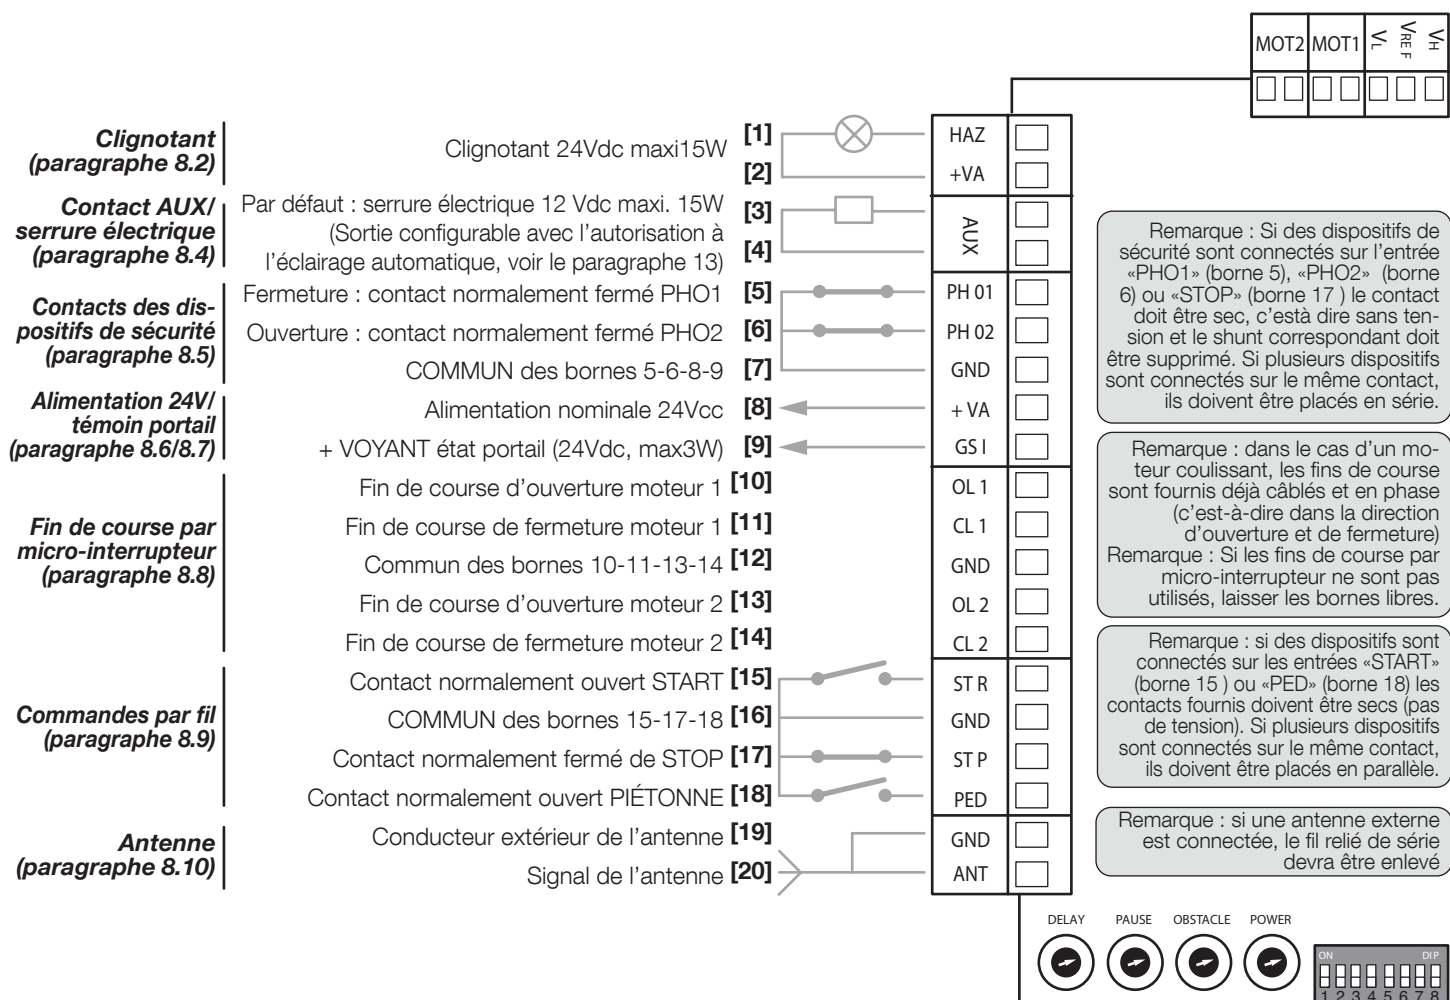 MOT2 MOT1 VL VREF VH
Clignotant
(paragraphe 8.2)
Clignotant 24Vdc maxi15W
[1]
[2]
HAZ
+VA
Contact AUX/
serrure électrique
(paragraphe 8.4)
Par défaut : serrure électrique 12 Vdc maxi. 15W
(Sortie configurable avec l’autorisation à
l’éclairage automatique, voir le paragraphe 13)
[3]
[4]
AUX
Contacts des dis-
positifs de sécurité
(paragraphe 8.5)
Fermeture : contact normalement fermé PHO1 [5] PH 01
Ouverture : contact normalement fermé PHO2 [6] PH 02
COMMUN des bornes 5-6-8-9 [7] GND
Alimentation 24V/
témoin portail
(paragraphe 8.6/8.7)
Alimentation nominale 24Vcc [8] + VA
+ VOYANT état portail (24Vdc, max3W) [9] GS I
Fin de course par
micro-interrupteur
(paragraphe 8.8)
Fin de course d’ouverture moteur 1 [10] OL 1
Fin de course de fermeture moteur 1 [11] CL 1
Commun des bornes 10-11-13-14 [12] GND
Fin de course d’ouverture moteur 2 [13] OL 2
Fin de course de fermeture moteur 2 [14] CL 2
Commandes par fil
(paragraphe 8.9)
Contact normalement ouvert START [15] ST R
COMMUN des bornes 15-17-18 [16] GND
Contact normalement fermé de STOP [17] ST P
Contact normalement ouvert PIÉTONNE [18] PED
Antenne
(paragraphe 8.10)
Conducteur extérieur de l’antenne [19] GND
Signal de l’antenne [20] ANT
Remarque : Si des dispositifs de
sécurité sont connectés sur l’entrée
«PHO1» (borne 5), «PHO2» (borne
6) ou «STOP» (borne 17 ) le contact
doit être sec, c’està dire sans ten-
sion et le shunt correspondant doit
être supprimé. Si plusieurs dispositifs
sont connectés sur le même contact,
ils doivent être placés en série.
Remarque : dans le cas d’un mo-
teur coulissant, les fins de course
sont fournis déjà câblés et en phase
(c’est-à-dire dans la direction
d’ouverture et de fermeture)
Remarque : Si les fins de course par
micro-interrupteur ne sont pas
utilisés, laisser les bornes libres.
Remarque : si des dispositifs sont
connectés sur les entrées «START»
(borne 15 ) ou «PED» (borne 18) les
contacts fournis doivent être secs (pas
de tension). Si plusieurs dispositifs
sont connectés sur le même contact,
ils doivent être placés en parallèle.
Remarque : si une antenne externe
est connectée, le fil relié de série
devra être enlevé
DELAY PAUSE OBSTACLE POWER
ON DIP
1 2 3 4 5 6 7 8